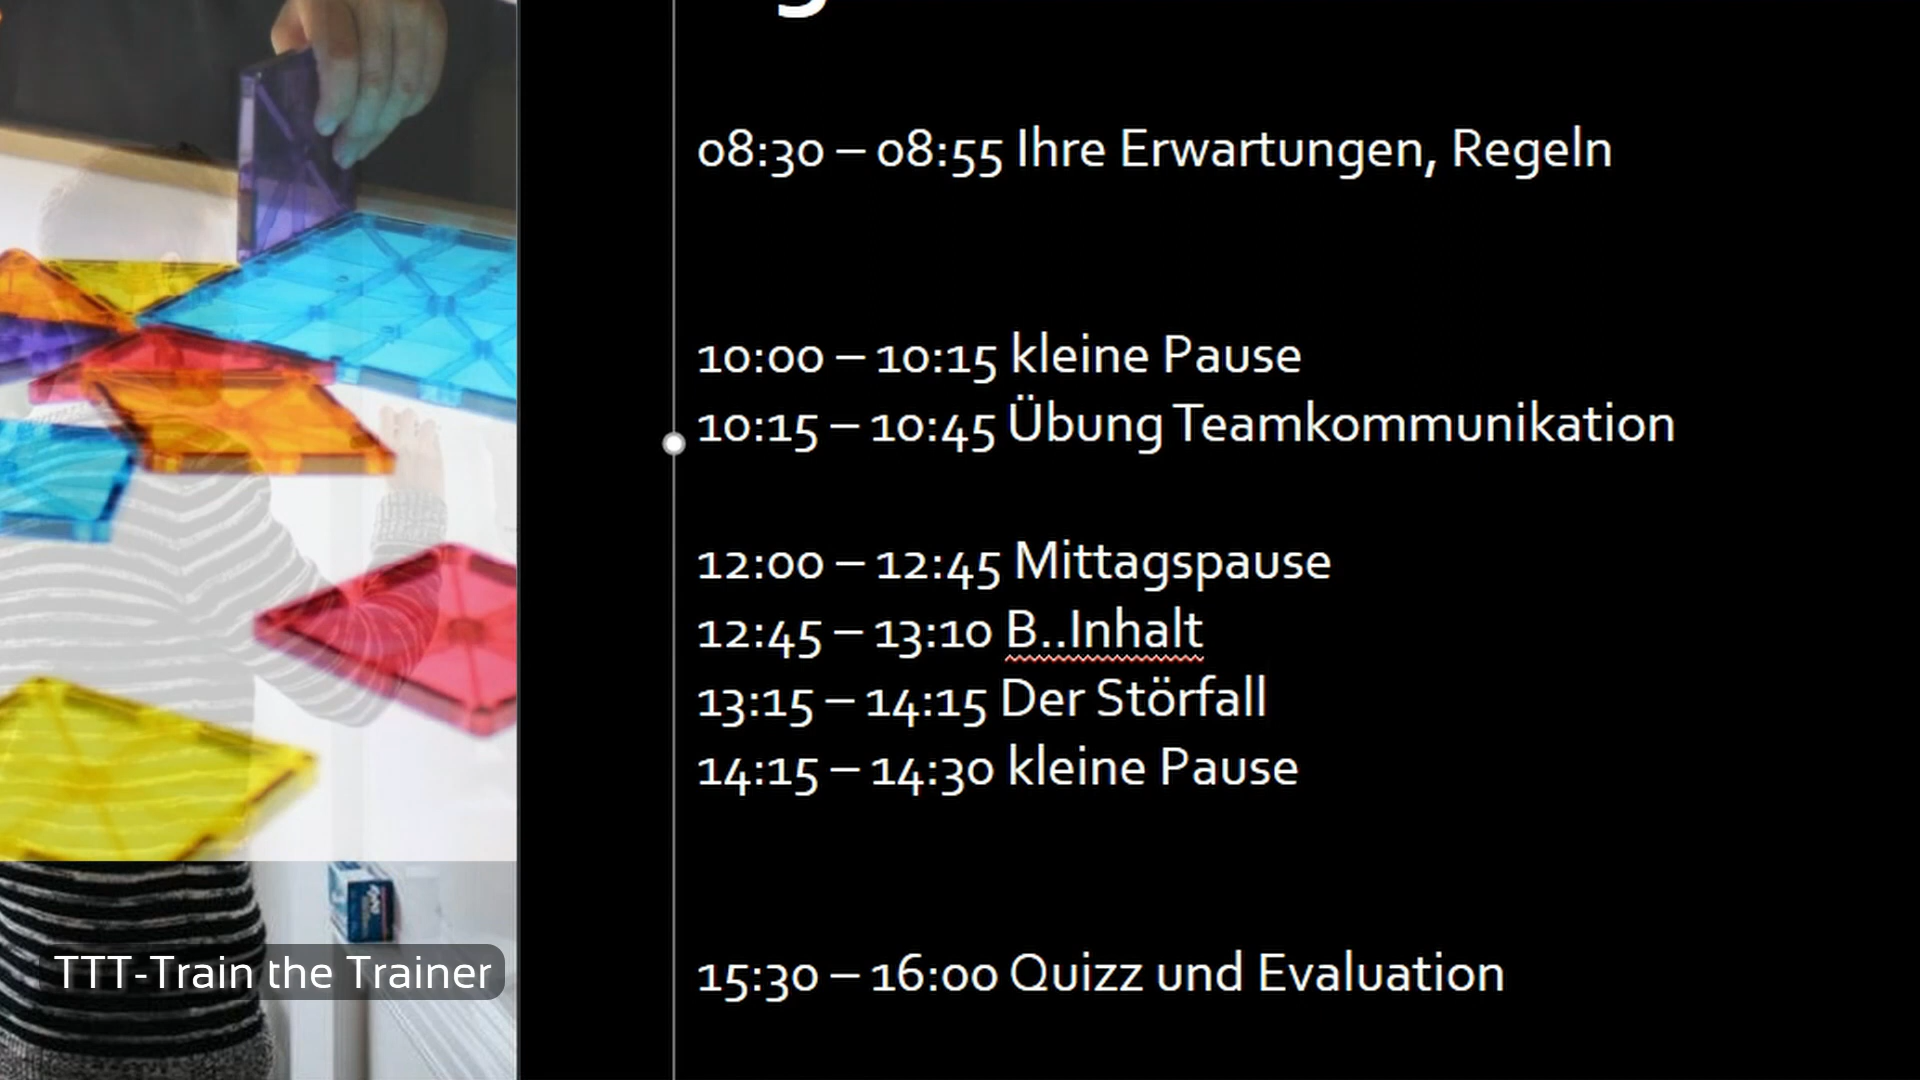 08:30 – 08:55 Ihre Erwartungen, Regeln
10:00 – 10:15 kleine Pause
10:15 – 10:45 Übung Teamkommunikation
12:00 – 12:45 Mittagspause
12:45 – 13:10 B..Inhalt
13:15 – 14:15 Der Störfall
14:15 – 14:30 kleine Pause
15:30 – 16:00 Quizz und Evaluation
TTT-Train the Trainer